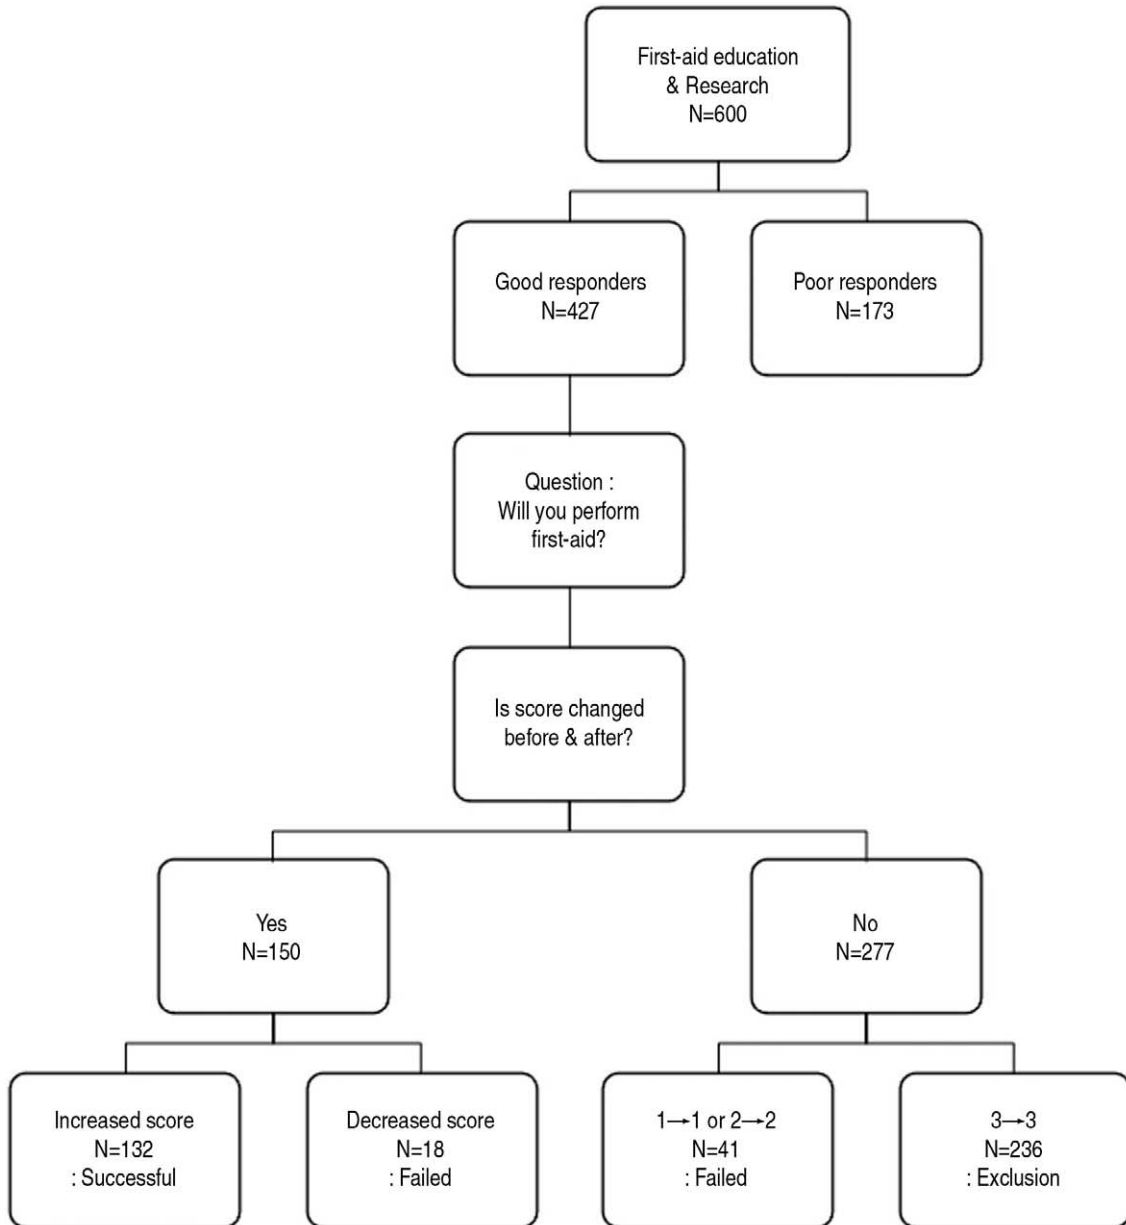 First-aid education
& Research
N=600
Good responders
N=427
Poor responders
N=173
Question :
Will you perform
first-aid?
Is score changed
before & after?
Yes
N=150
No
N=277
Increased score
N=132
: Successful
Decreased score
N=18
: Failed
1→1 or 2→2
N=41
: Failed
3→3
N=236
: Exclusion